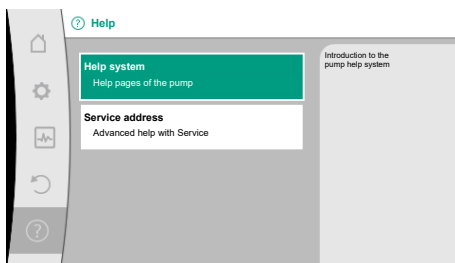 Help
Help system
Help pages of the pump
Service address
Advanced help with Service
Introduction to the
pump help system